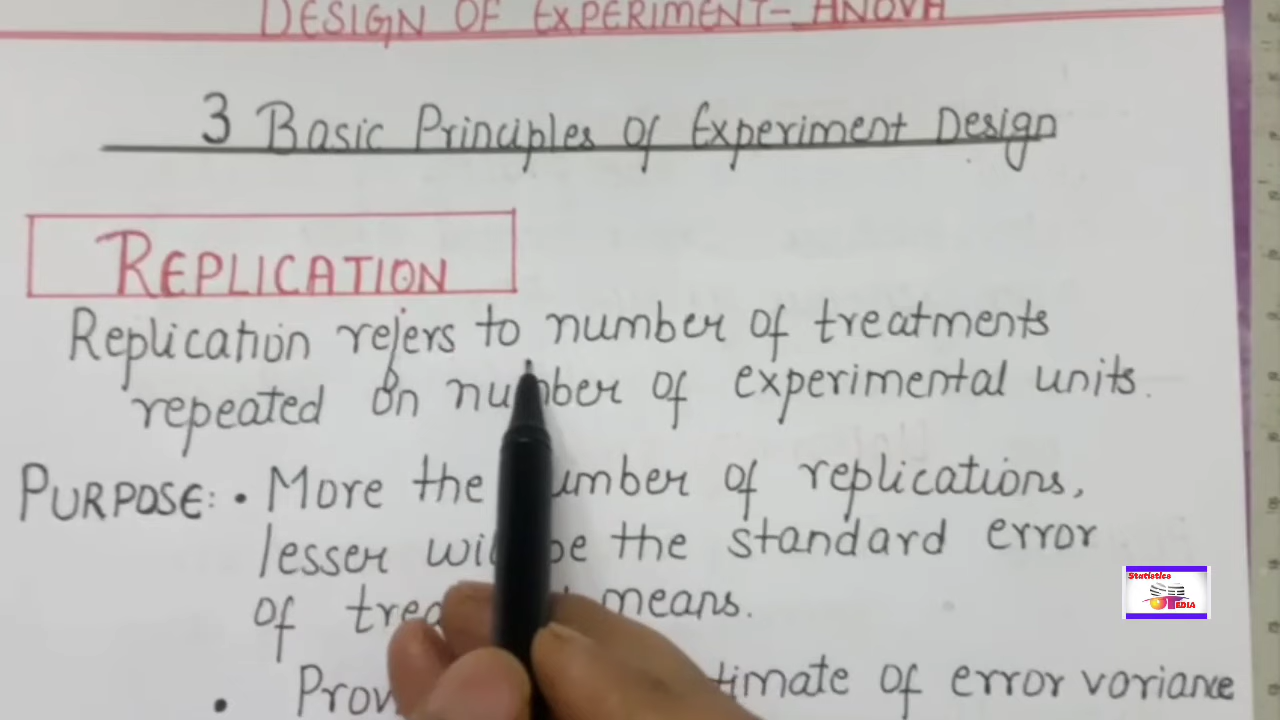 DESIGN OF EXPERIMENT- ANOVA
3 Basic Principles of Experiment Design
REPLICATION
Replication refers to number of treatments
repeated on number of experimental units.
PURPOSE: • More the number of replications,
lesser will be the standard error
of means.
• timate of error variance
Statistics
PEDIA